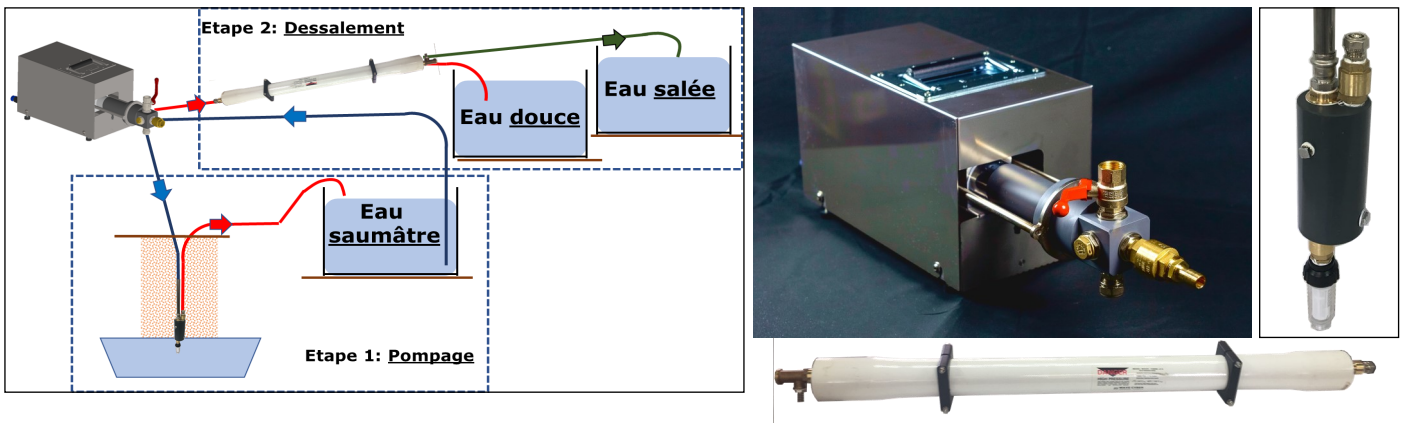 Etape 2: Dessalement
Eau salée
Eau douce
Eau
saumâtre
Etape 1: Pompage